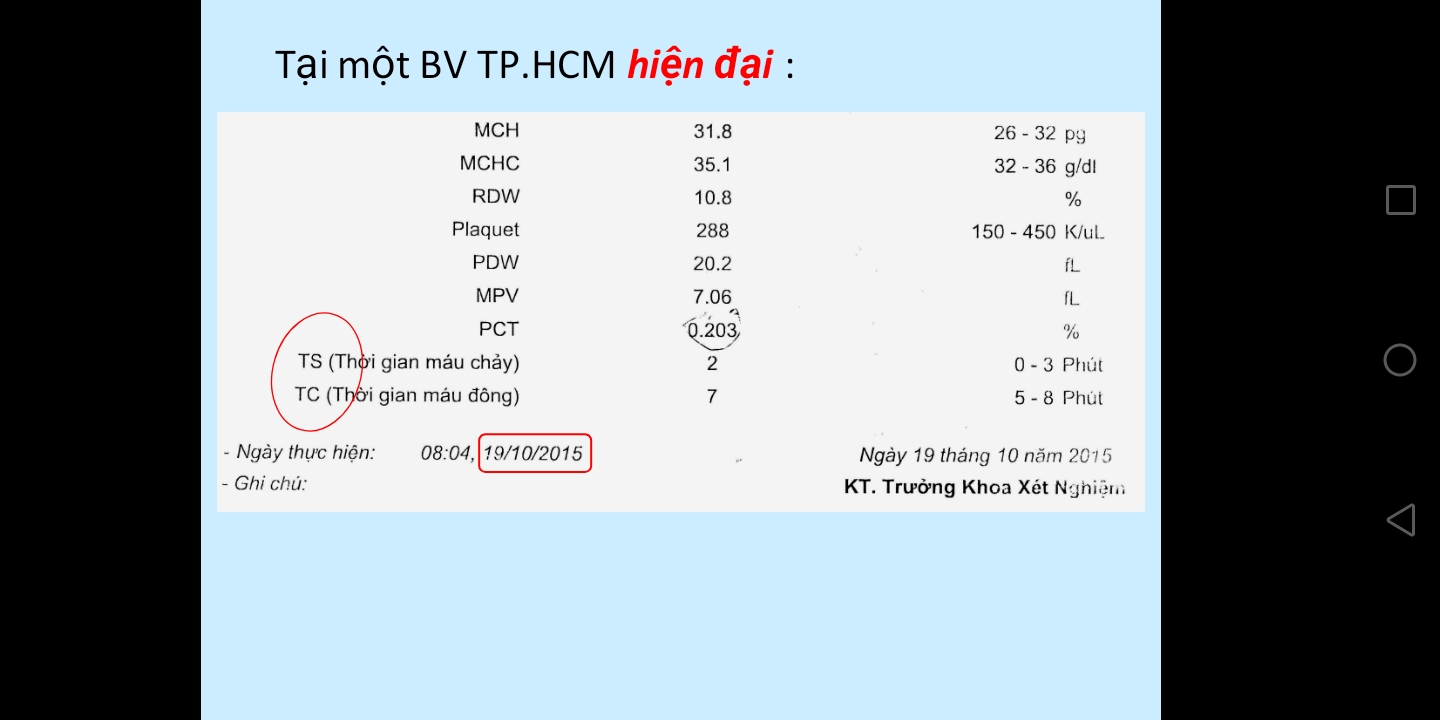 Tại một BV TP.HCM hiện đại :
MCH 31.8 26 - 32 pg
MCHC 35.1 32 - 36 g/dl
RDW 10.8 %
Plaquet 288 150 - 450 K/uL
PDW 20.2 fL
MPV 7.06 fL
PCT 0.203 %
TS (Thời gian máu chảy) 2 0 - 3 Phút
TC (Thời gian máu đông) 7 5 - 8 Phút
- Ngày thực hiện: 08:04, 19/10/2015 Ngày 19 tháng 10 năm 2015
- Ghi chú: KT. Trưởng Khoa Xét Nghiệm